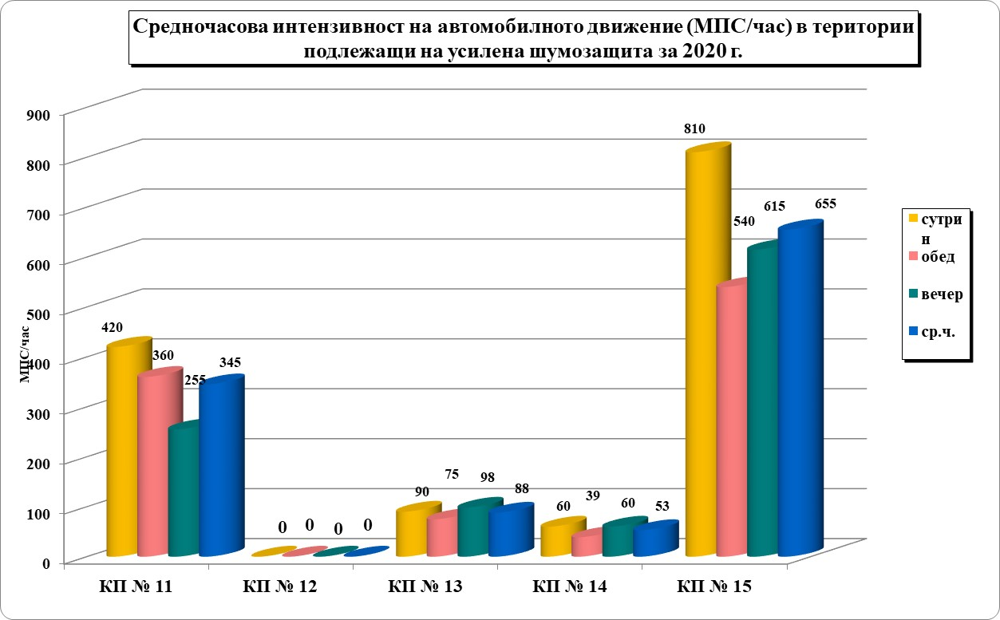 Средночасова интензивност на автомобилното движение (МПС/час) в територии
подлежащи на усилена шумозащита за 2020 г.
900
800
700
600
500
400
300
200
100
0
МПС/час
420
360
255
345
0
0
0
0
90
75
98
88
60
39
60
53
810
540
615
655
КП № 11
КП № 12
КП № 13
КП № 14
КП № 15
сутри
н
обед
вечер
ср.ч.